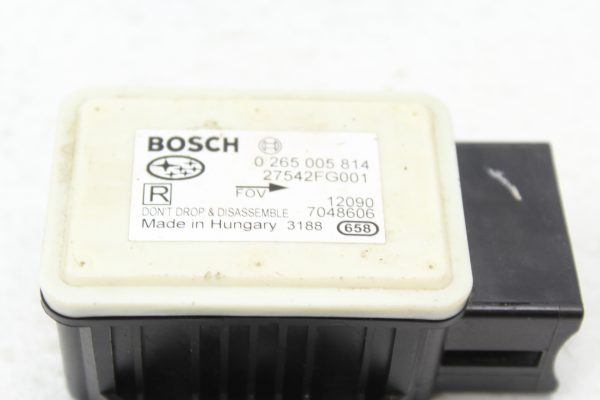 BOSCH
0 265 005 814
27542FG001
R
FOV
12090
DON'T DROP & DISASSEMBLE 7048606
Made in Hungary 3188 658